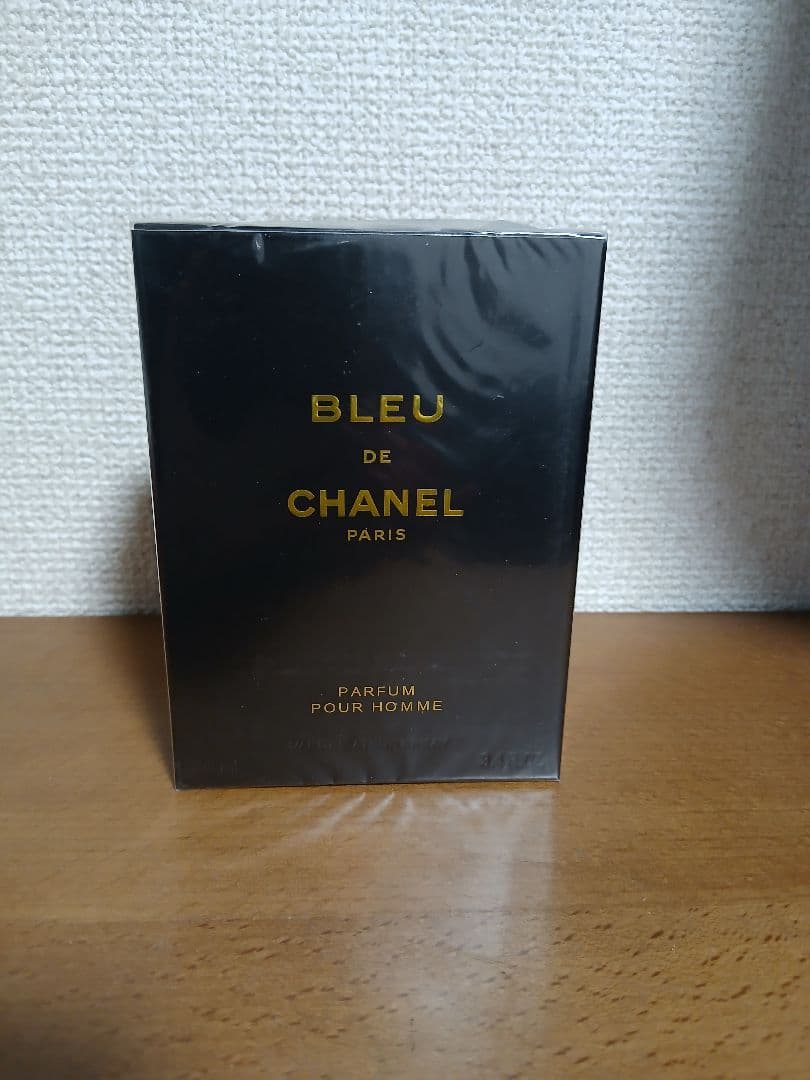 BLEU
DE
CHANEL
PARIS
PARFUM
POUR HOMME